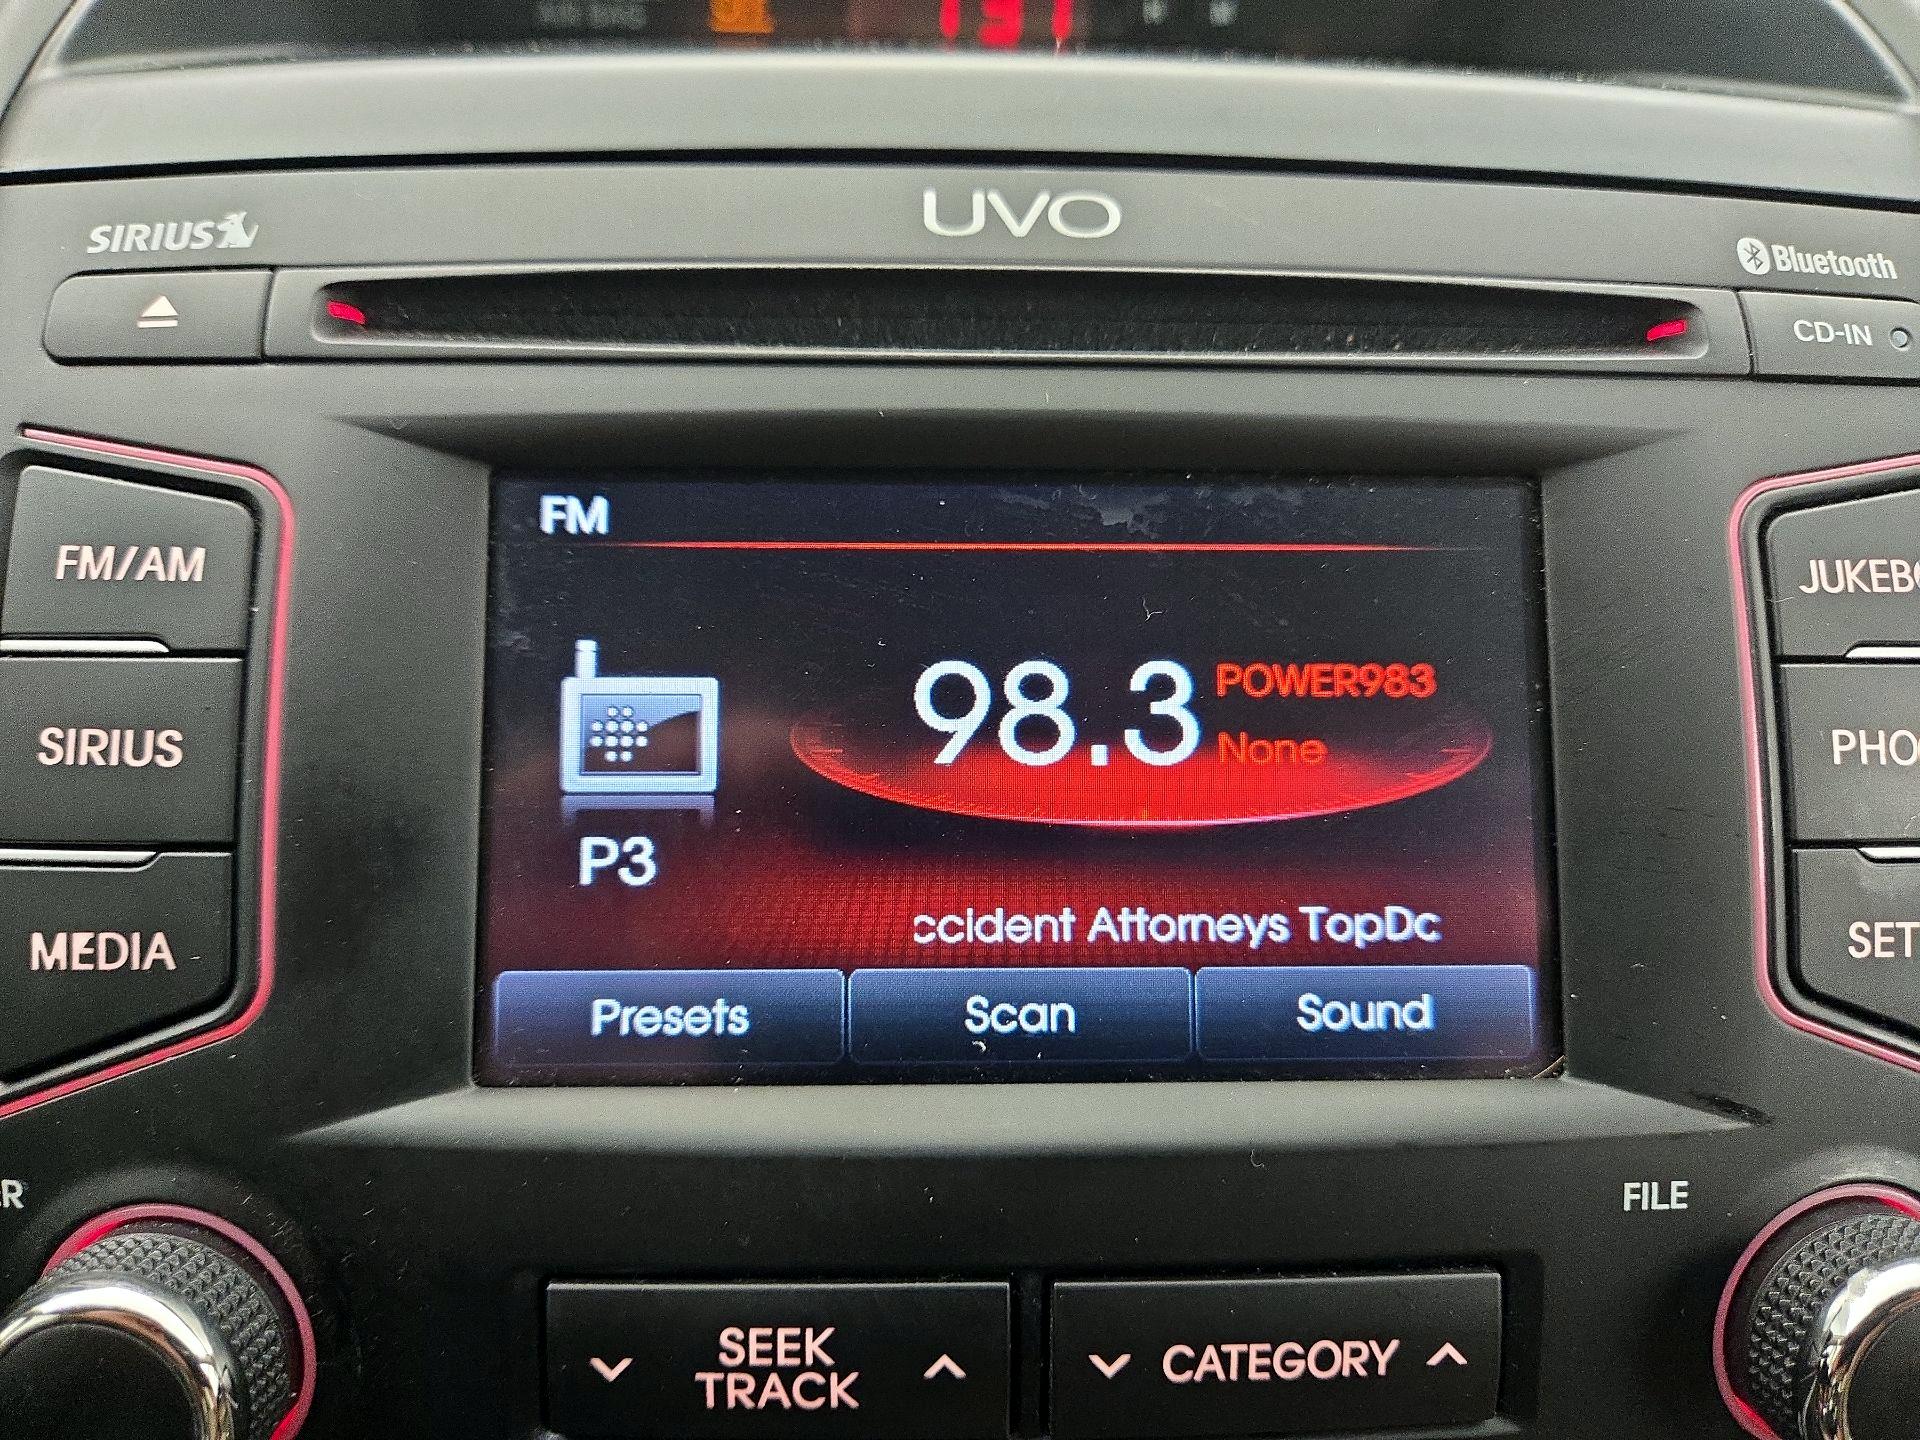 UVO
SIRIUS
Bluetooth
CD-IN
FM
FM/AM
98.3
POWER983
None
SIRIUS
P3
MEDIA
ccident Attorneys TopDc
Presets
Scan
Sound
FILE
SEEK
TRACK
CATEGORY